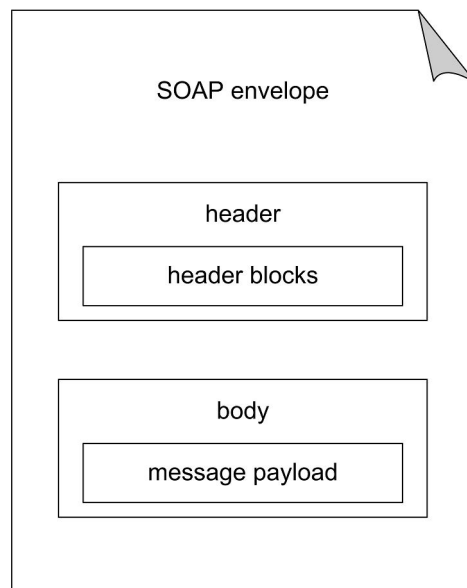 SOAP envelope
header
header blocks
body
message payload